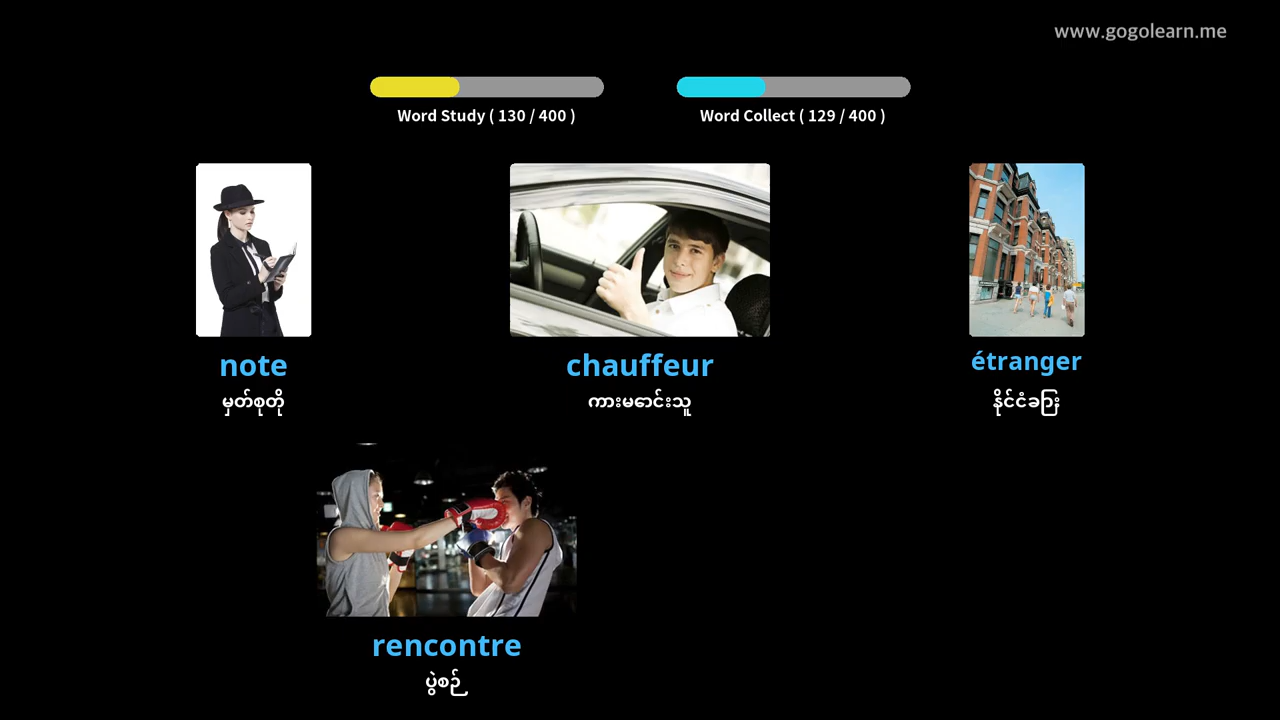 www.gogolearn.me
Word Study ( 130 / 400 )
Word Collect ( 129 / 400 )
note
chauffeur
étranger
မှတ်စုတို
ကားမောင်းသူ
နိုင်ငံခြား
rencontre
ပွဲစဉ်